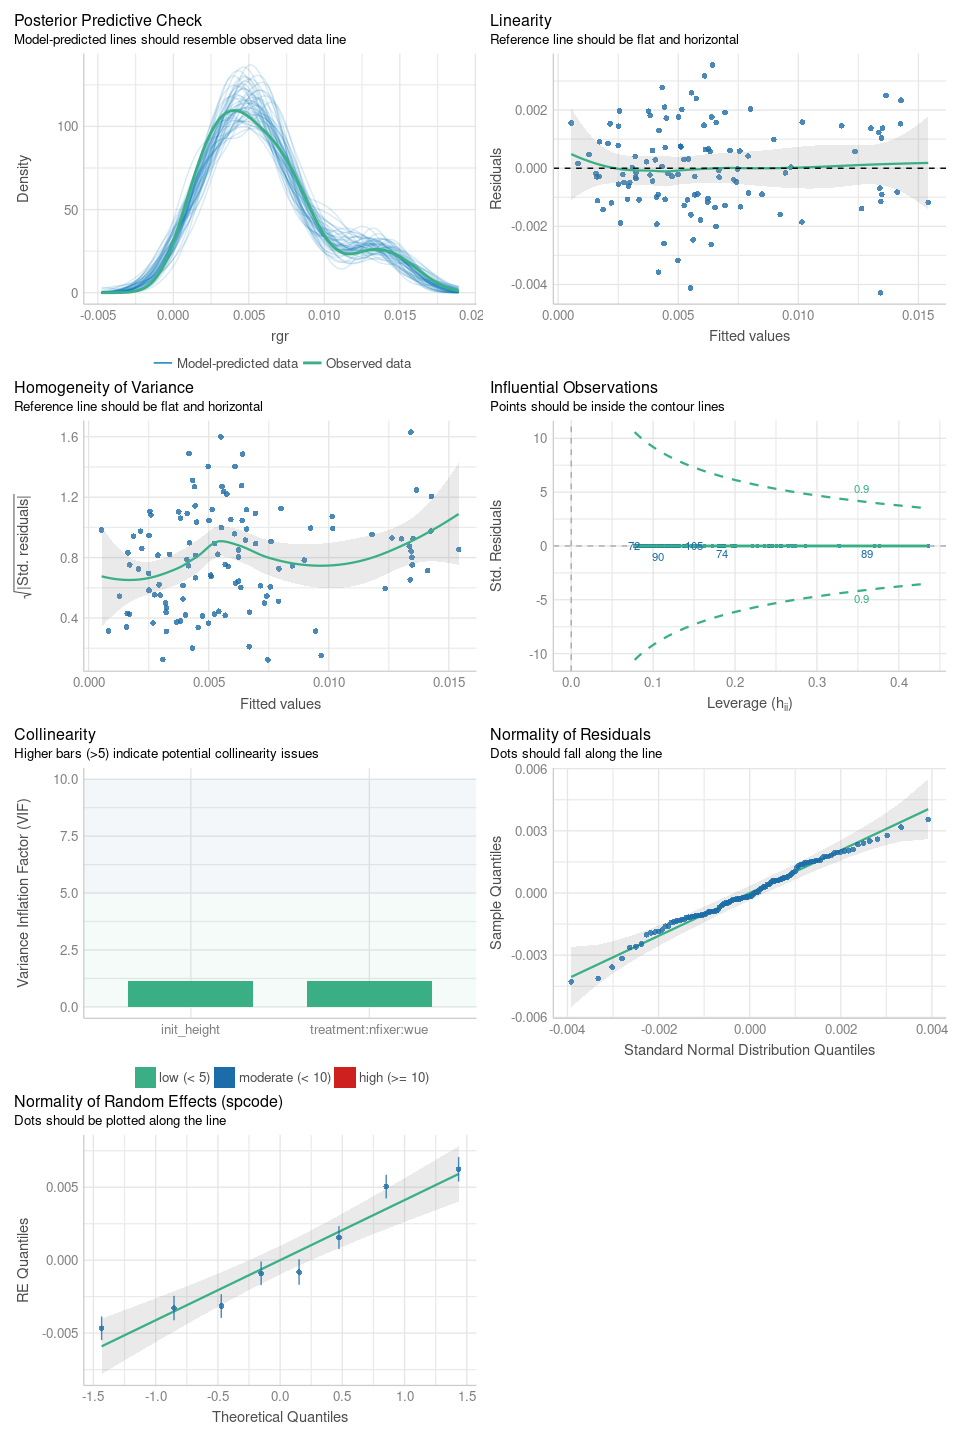 Posterior Predictive Check
Model-predicted lines should resemble observed data line
Density
100
50
0
-0.005 0.000 0.005 0.010 0.015 0.02
rgr
Model-predicted data Observed data
Linearity
Reference line should be flat and horizontal
Residuals
0.002
0.000
-0.002
-0.004
0.000 0.005 0.010 0.015
Fitted values
Homogeneity of Variance
Reference line should be flat and horizontal
√|Std. residuals|
1.6
1.2
0.8
0.4
0.000 0.005 0.010 0.015
Fitted values
Influential Observations
Points should be inside the contour lines
Std. Residuals
10
5
0
-5
-10
0.9
72 105
90 74 89
0.9
0.0 0.1 0.2 0.3 0.4
Leverage (hii)
Collinearity
Higher bars (>5) indicate potential collinearity issues
Variance Inflation Factor (VIF)
10.0
7.5
5.0
2.5
0.0
init_height treatment:nfixer:wue
low (< 5) moderate (< 10) high (>= 10)
Normality of Residuals
Dots should fall along the line
Sample Quantiles
0.006
0.003
0.000
-0.003
-0.006
-0.004 -0.002 0.000 0.002 0.004
Standard Normal Distribution Quantiles
Normality of Random Effects (spcode)
Dots should be plotted along the line
RE Quantiles
0.005
0.000
-0.005
-1.5 -1.0 -0.5 0.0 0.5 1.0 1.5
Theoretical Quantiles